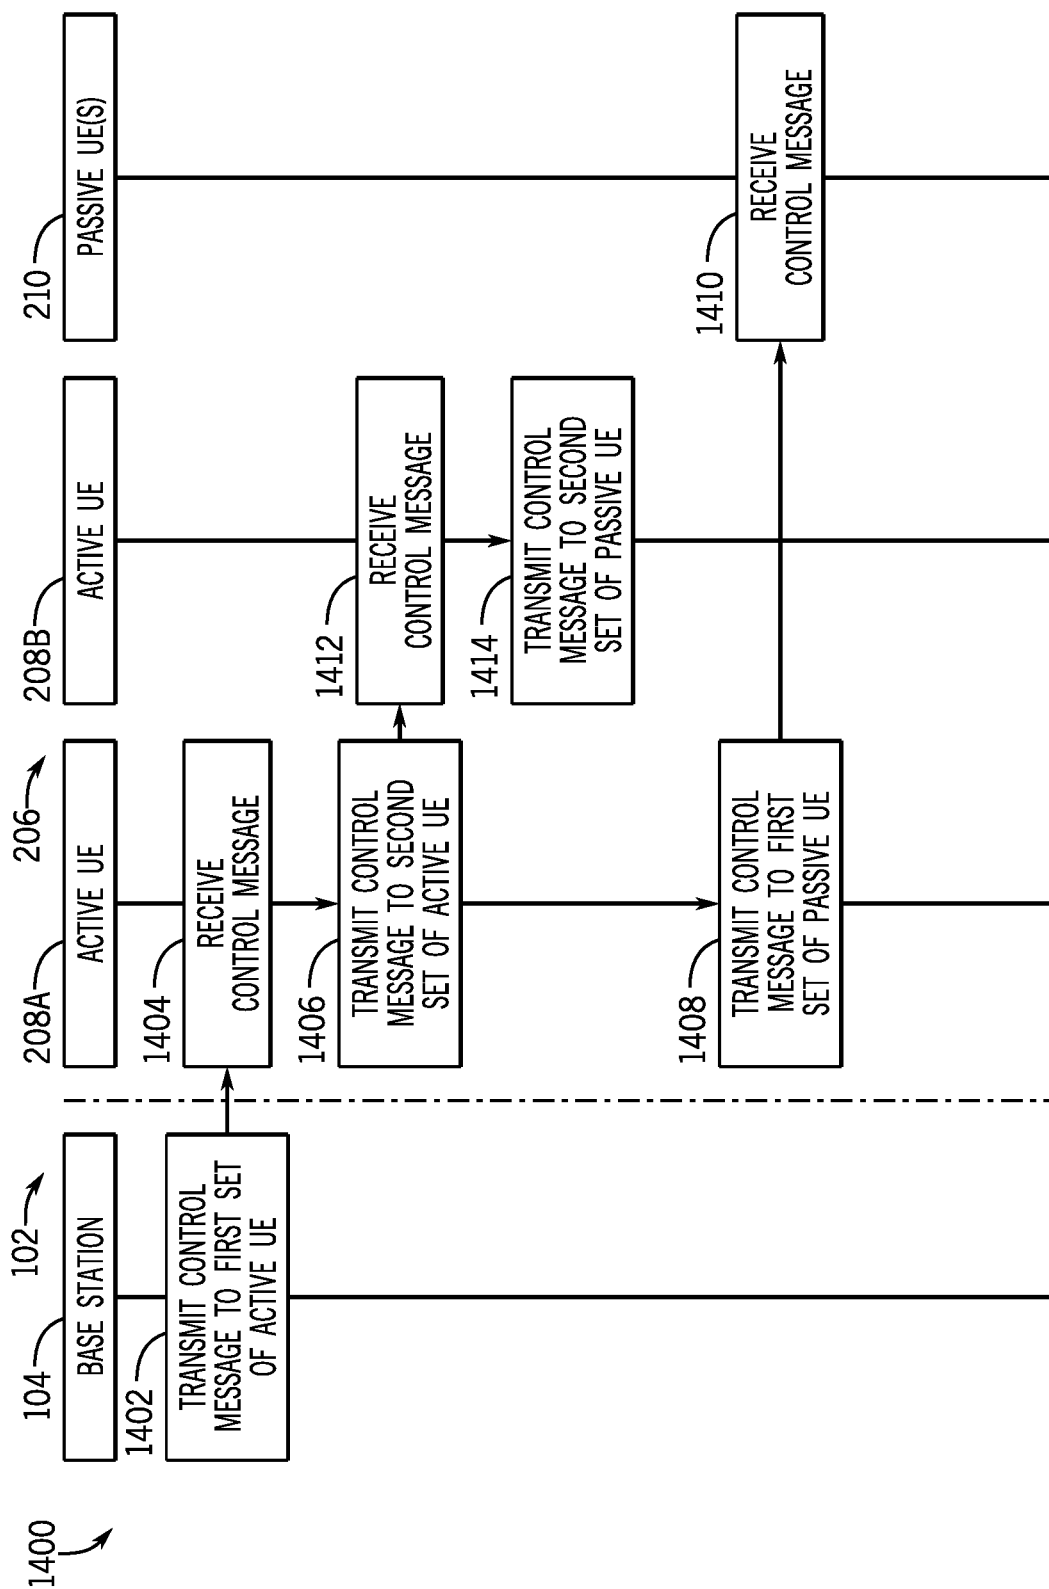 1400
102
206
104
BASE STATION
208A
ACTIVE UE
208B
ACTIVE UE
210
PASSIVE UE(S)
1402
TRANSMIT CONTROL
MESSAGE TO FIRST SET
OF ACTIVE UE
1404
RECEIVE
CONTROL MESSAGE
1406
TRANSMIT CONTROL
MESSAGE TO SECOND
SET OF ACTIVE UE
1412
RECEIVE
CONTROL MESSAGE
1414
TRANSMIT CONTROL
MESSAGE TO SECOND
SET OF PASSIVE UE
1408
TRANSMIT CONTROL
MESSAGE TO FIRST
SET OF PASSIVE UE
1410
RECEIVE
CONTROL MESSAGE